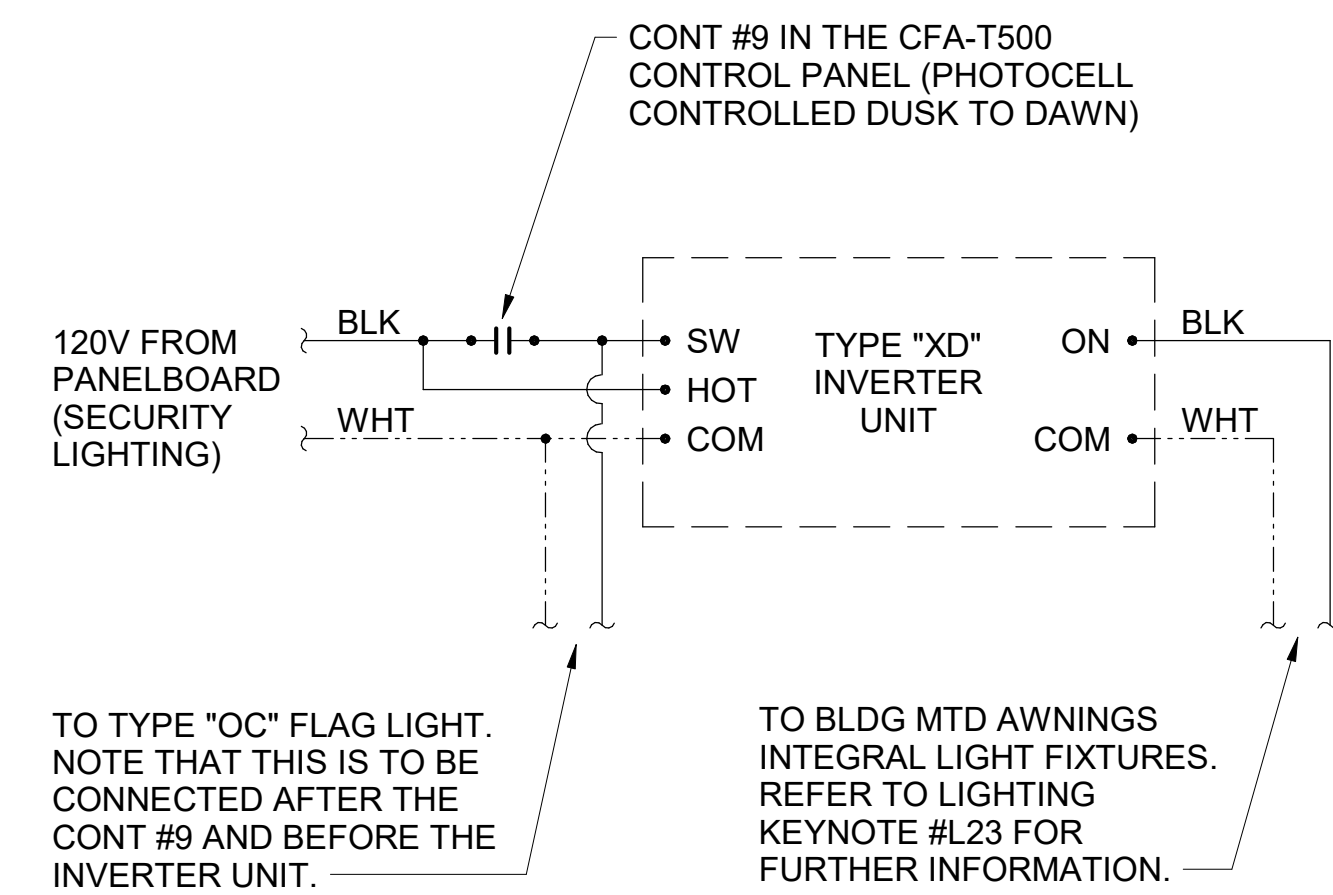 CONT #9 IN THE CFA-T500
CONTROL PANEL (PHOTOCELL
CONTROLLED DUSK TO DAWN)
120V FROM
PANELBOARD
(SECURITY
LIGHTING)
BLK
WHT
SW
HOT
COM
TYPE "XD"
INVERTER
UNIT
ON
COM
BLK
WHT
TO TYPE "OC" FLAG LIGHT.
NOTE THAT THIS IS TO BE
CONNECTED AFTER THE
CONT #9 AND BEFORE THE
INVERTER UNIT.
TO BLDG MTD AWNINGS
INTEGRAL LIGHT FIXTURES.
REFER TO LIGHTING
KEYNOTE #L23 FOR
FURTHER INFORMATION.